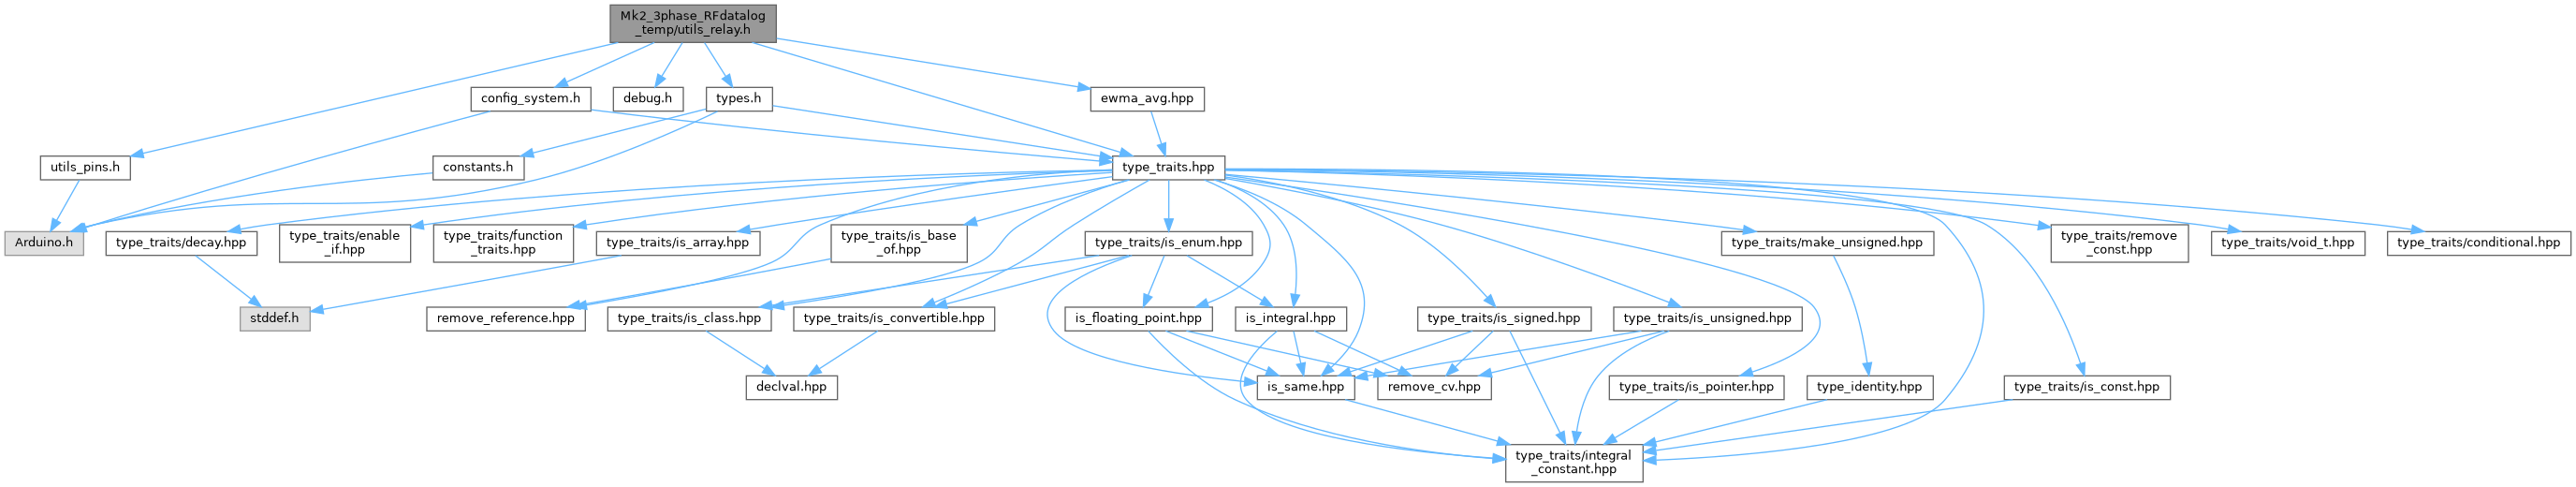 Mk2_3phase_RFdatalog
_temp/utils_relay.h
config_system.h
debug.h
types.h
ewma_avg.hpp
utils_pins.h
constants.h
type_traits.hpp
Arduino.h
type_traits/decay.hpp
type_traits/enable
_if.hpp
type_traits/function
_traits.hpp
type_traits/is_array.hpp
type_traits/is_base
_of.hpp
type_traits/is_enum.hpp
type_traits/make_unsigned.hpp
type_traits/remove
_const.hpp
type_traits/void_t.hpp
type_traits/conditional.hpp
stddef.h
remove_reference.hpp
type_traits/is_class.hpp
type_traits/is_convertible.hpp
is_floating_point.hpp
is_integral.hpp
type_traits/is_signed.hpp
type_traits/is_unsigned.hpp
declval.hpp
is_same.hpp
remove_cv.hpp
type_traits/is_pointer.hpp
type_identity.hpp
type_traits/is_const.hpp
type_traits/integral
_constant.hpp